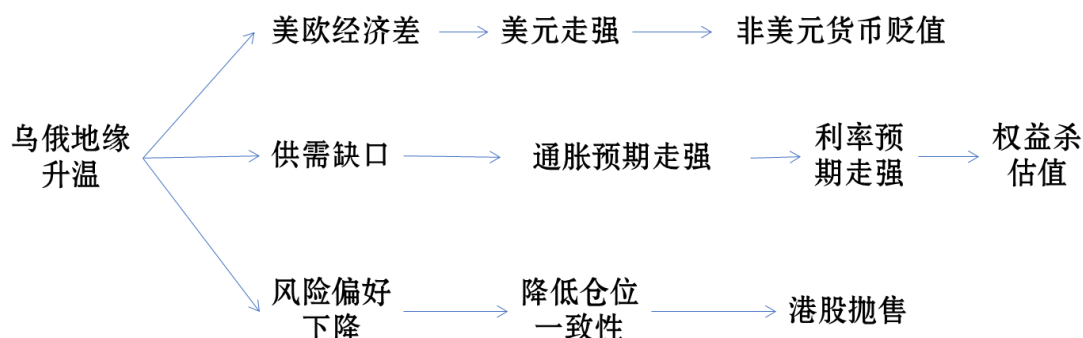 美欧经济差
美元走强
非美元货币贬值
乌俄地缘
升温
供需缺口
通胀预期走强
利率预
期走强
权益杀
估值
风险偏好
下降
降低仓位
一致性
港股抛售